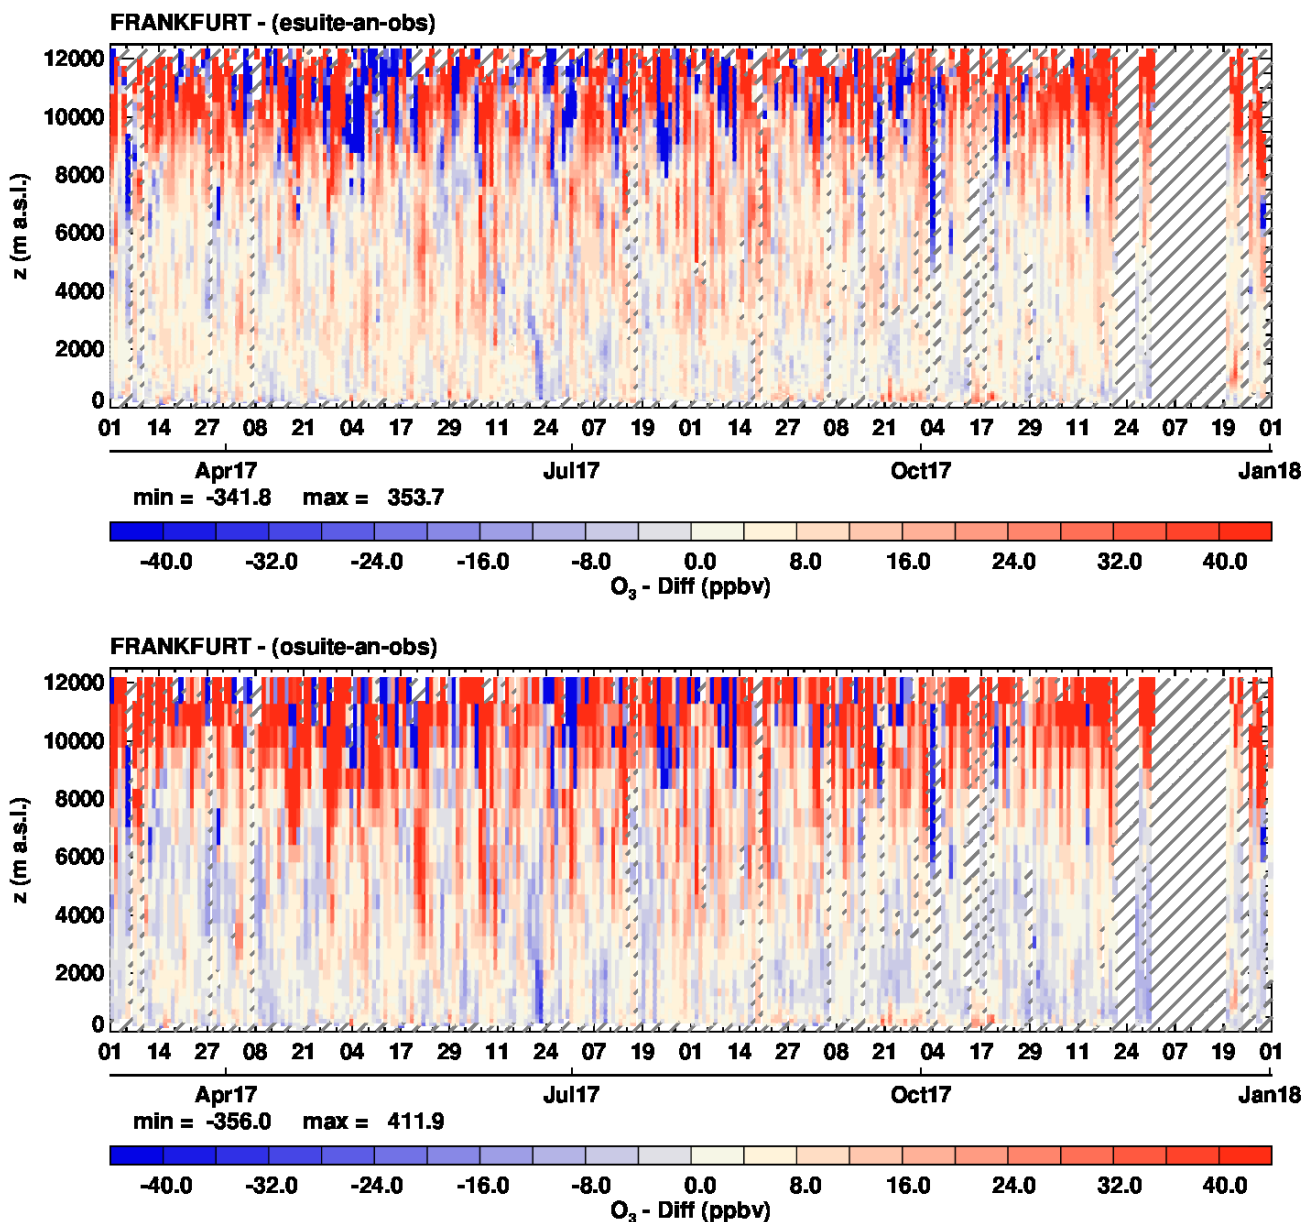 FRANKFURT - (esuite-an-obs)
12000
10000
8000
6000
4000
2000
0
z (m a.s.l.)
01 14 27 08 21 04 17 29 11 24 07 19 01 14 08 21 04 17 29 11 24 07 19 01
Apr17 Jul17 Oct17 Jan18
min = -341.8 max = 353.7
-40.0 -32.0 -24.0 -16.0 -8.0 0.0 8.0 16.0 24.0 32.0 40.0
O₃ - Diff (ppbv)
FRANKFURT - (osuite-an-obs)
12000
10000
8000
6000
4000
2000
0
z (m a.s.l.)
01 14 27 08 21 04 17 29 11 24 07 19 01 14 28 08 21 04 17 29 11 24 07 19 01
Apr17 Jul17 Oct17 Jan18
min = -356.0 max = 411.9
-40.0 -32.0 -24.0 -16.0 -8.0 0.0 8.0 16.0 24.0 32.0 40.0
O₃ - Diff (ppbv)